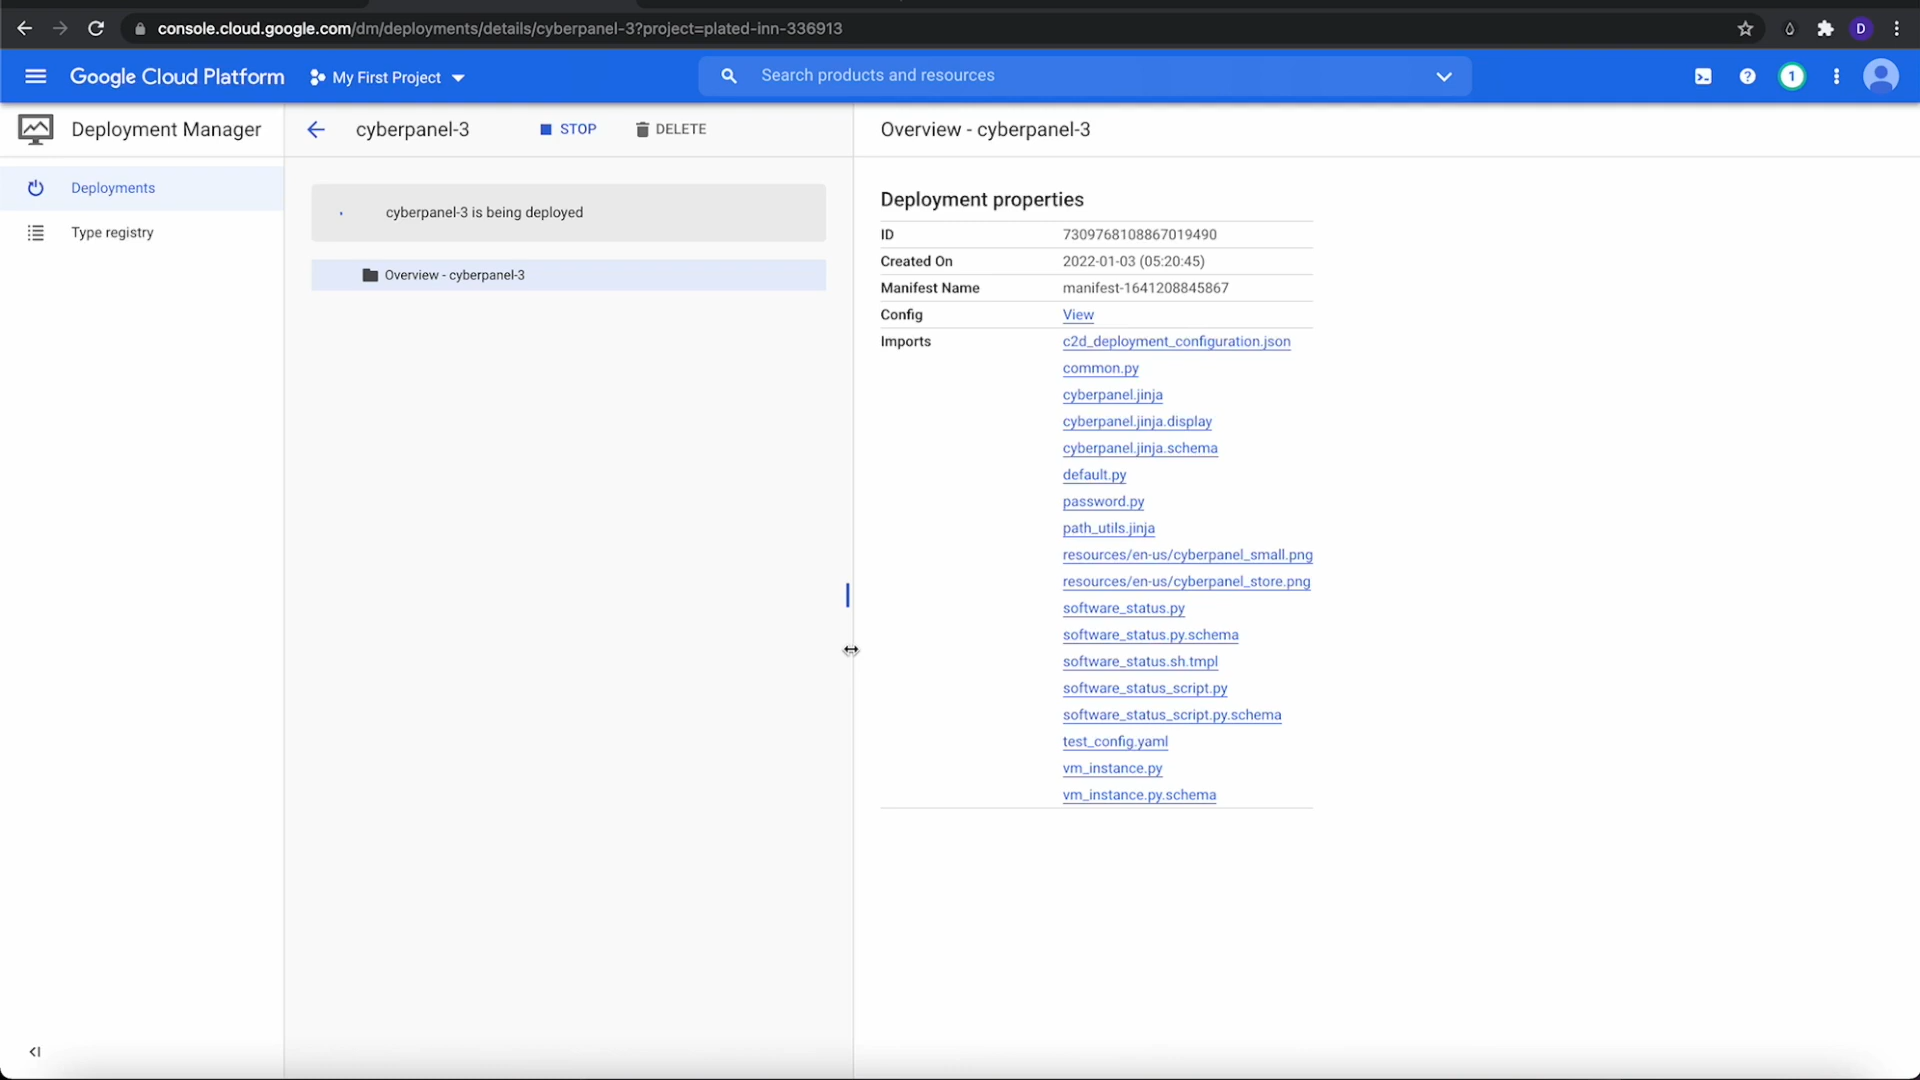 console.cloud.google.com/dm/deployments/details/cyberpanel-3?project=plated-inn-336913
D
Google Cloud Platform
My First Project
Search products and resources
1
Deployment Manager
cyberpanel-3
STOP
DELETE
Overview - cyberpanel-3
Deployments
Type registry
cyberpanel-3 is being deployed
Overview - cyberpanel-3
Deployment properties
ID 7309768108867019490
Created On 2022-01-03 (05:20:45)
Manifest Name manifest-1641208845867
Config View
Imports c2d_deployment_configuration.json
common.py
cyberpanel.jinja
cyberpanel.jinja.display
cyberpanel.jinja.schema
default.py
password.py
path_utils.jinja
resources/en-us/cyberpanel_small.png
resources/en-us/cyberpanel_store.png
software_status.py
software_status.py.schema
software_status.sh.tmpl
software_status_script.py
software_status_script.py.schema
test_config.yaml
vm_instance.py
vm_instance.py.schema